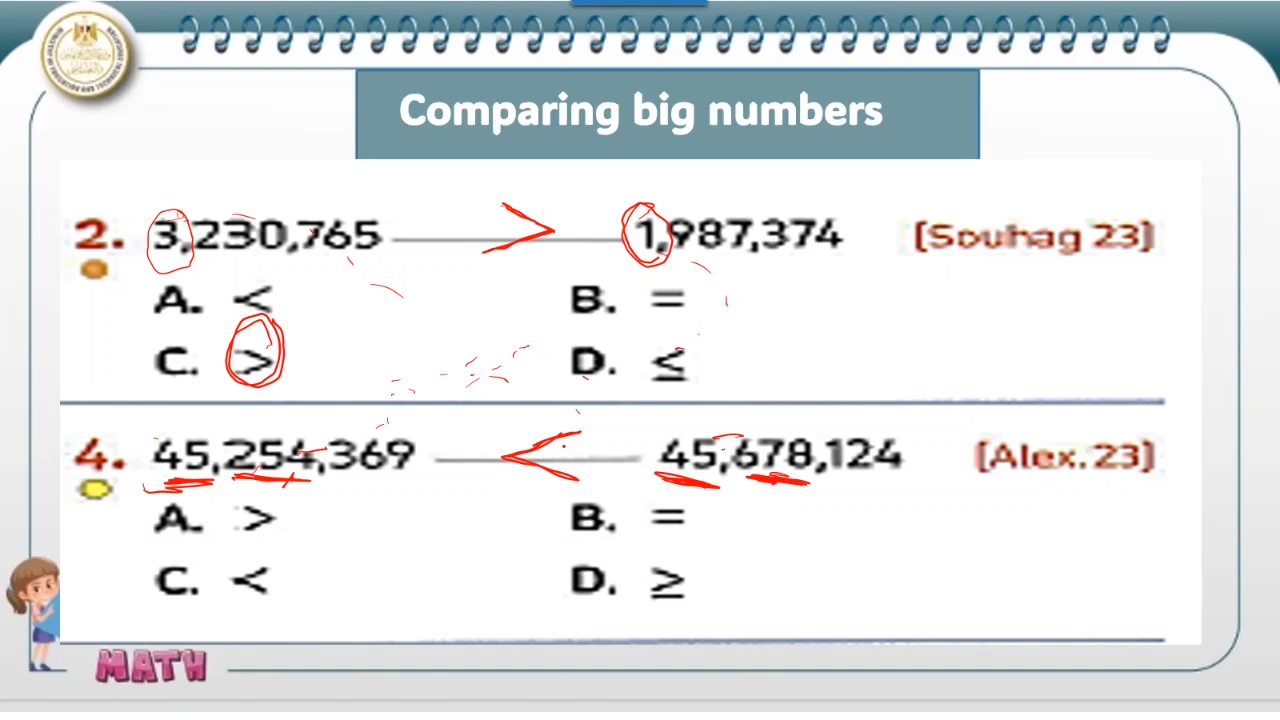 Comparing big numbers
2. 3,230,765 > 1,987,374 [Souhag 23]
A. < B. =
C. > D. ≤
4. 45,254,369 < 45,678,124 [Alex. 23]
A. > B. =
C. < D. ≥
MATH